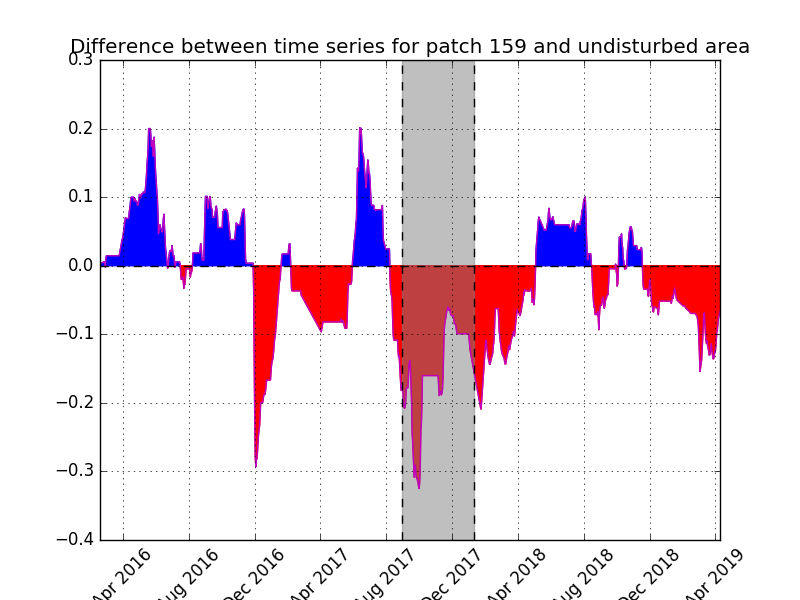 Difference between time series for patch 159 and undisturbed area
0.3
0.2
0.1
0.0
−0.1
−0.2
−0.3
−0.4
Apr 2016
Aug 2016
Dec 2016
Apr 2017
Aug 2017
Dec 2017
Apr 2018
Aug 2018
Dec 2018
Apr 2019